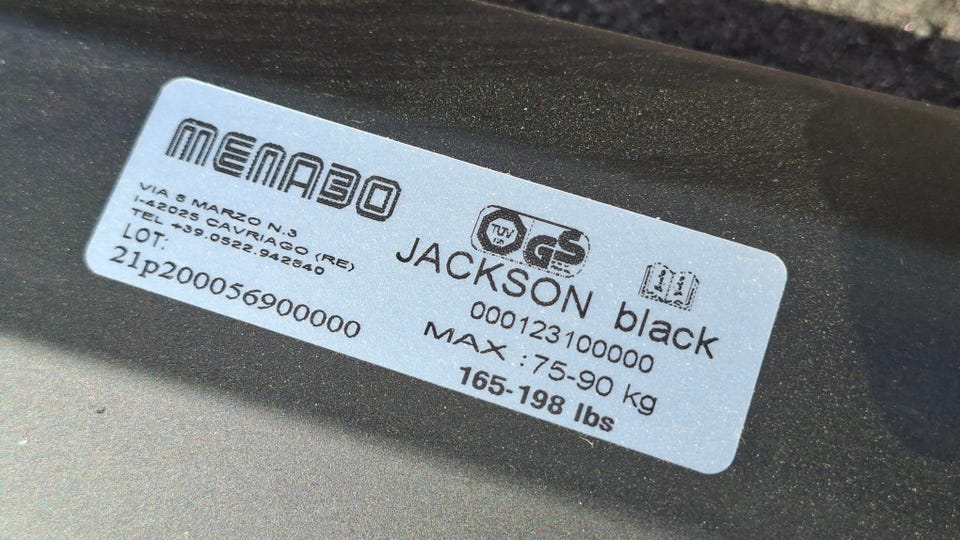 MENABO
VIA 8 MARZO N.3
I-42025 CAVRIAGO (RE)
TEL +39.0522.942840
LOT:
21p200056900000
TÜV
GS
JACKSON black
000123100000
MAX : 75-90 kg
165-198 lbs